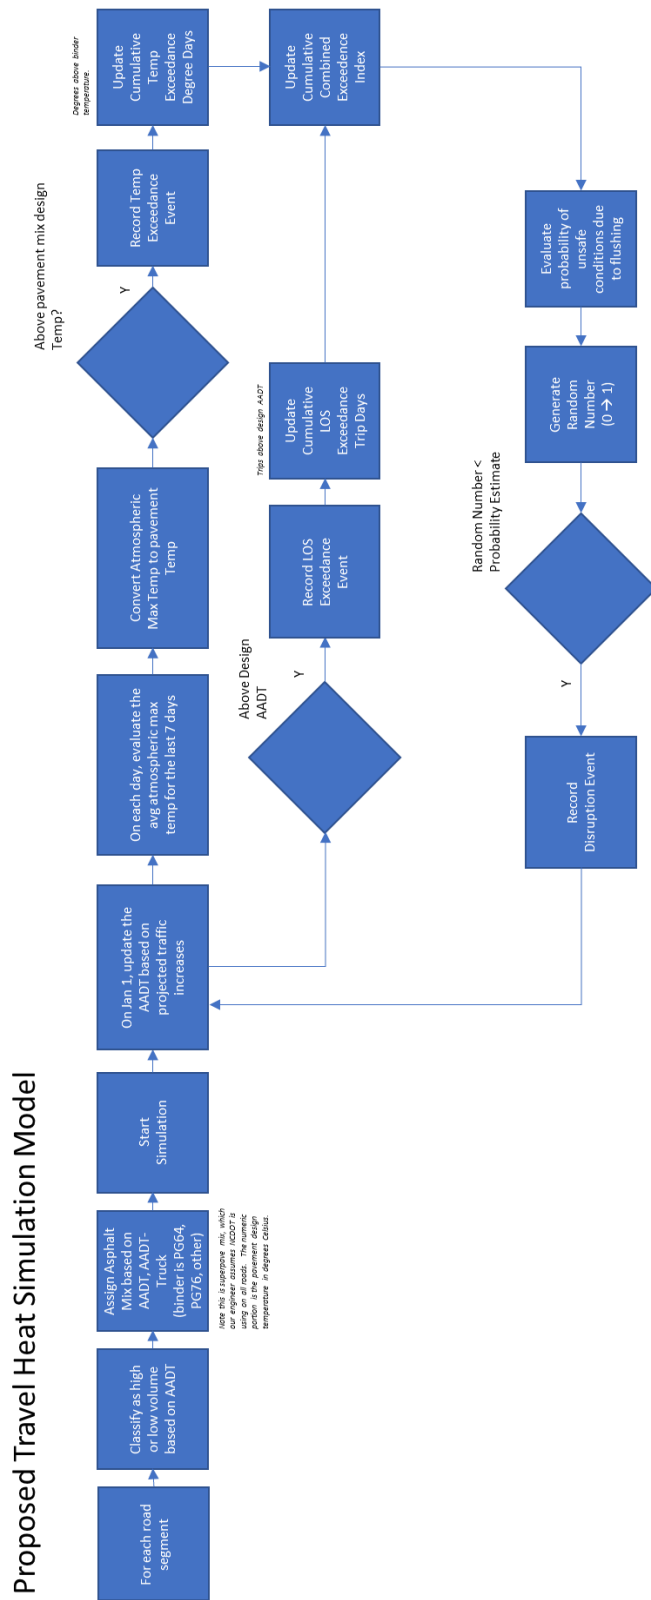 Proposed Travel Heat Simulation Model
For each road
segment
Classify as high
or low volume
based on AADT
Assign Asphalt
Mix based on
AADT, AADT-
Truck
(binder is PG64,
PG76, other)
Note this is superpave mix, which
our engineer assumes NCDOT is
using on all roads. The numeric
portion is the pavement design
temperature in degrees Celsius.
Start
Simulation
On Jan 1, update the
AADT based on
projected traffic
increases
On each day, evaluate the
avg atmospheric max
temp for the last 7 days
Convert Atmospheric
Max Temp to pavement
Temp
Above pavement mix design
Temp?
Y
Record Temp
Exceedance
Event
Degrees above binder
temperature.
Update
Cumulative
Temp
Exceedance
Degree Days
Above Design
AADT
Y
Record LOS
Exceedance
Event
Trips above design AADT
Update
Cumulative
LOS
Exceedance
Trip Days
Update
Cumulative
Combined
Exceedence
Index
Evaluate
probability of
unsafe
conditions due
to flushing
Generate
Random
Number
(0 → 1)
Random Number <
Probability Estimate
Y
Record
Disruption Event